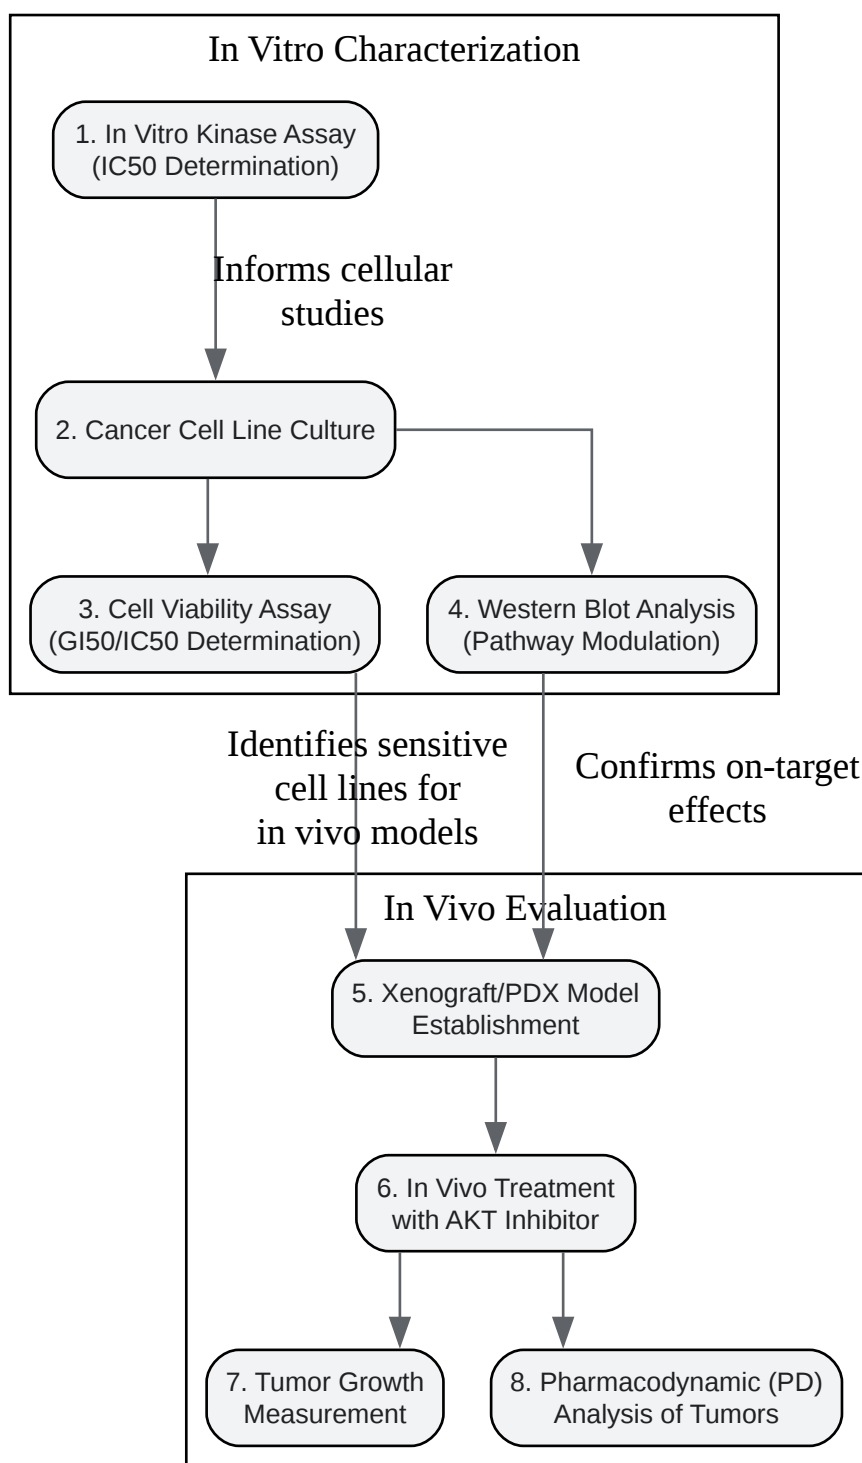 In Vitro Characterization
1. In Vitro Kinase Assay
(IC50 Determination)
Informs cellular
studies
2. Cancer Cell Line Culture
3. Cell Viability Assay
(GI50/IC50 Determination)
4. Western Blot Analysis
(Pathway Modulation)
Identifies sensitive
cell lines for
in vivo models
Confirms on-target
effects
In Vivo Evaluation
5. Xenograft/PDX Model
Establishment
6. In Vivo Treatment
with AKT Inhibitor
7. Tumor Growth
Measurement
8. Pharmacodynamic (PD)
Analysis of Tumors